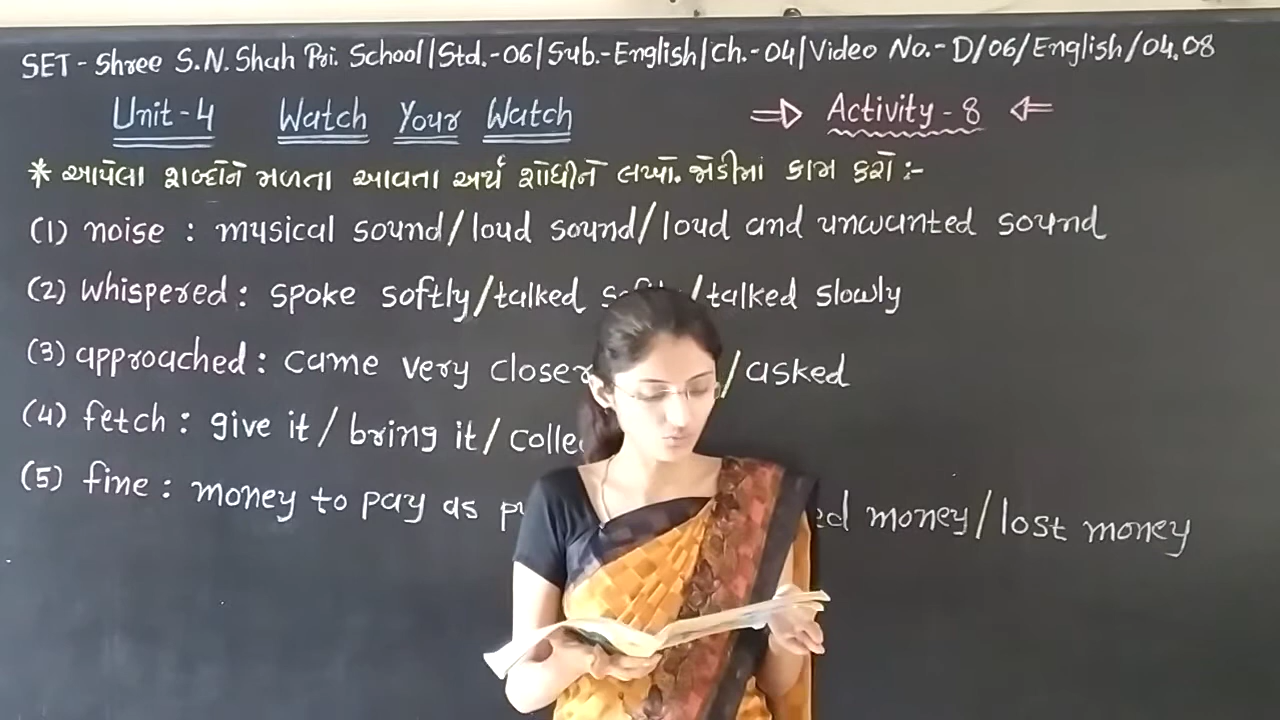 SET - Shree S.N. Shah Pri. School | Std.-06 | Sub.-English | Ch.-04 | Video No.- D/06/English/04.08
Unit-4 Watch Your Watch ⇒ Activity-8 ⇐
* આપેલા શબ્દોને મળતા આવતા અર્થ શોધીને લખો. જોડીમાં કામ કરો :-
(1) noise : musical sound/loud sound/loud and unwanted sound
(2) whispered : spoke softly/talked /talked slowly
(3) approached : came very closer /asked
(4) fetch : give it/bring it/
(5) fine : money to pay as money/lost money